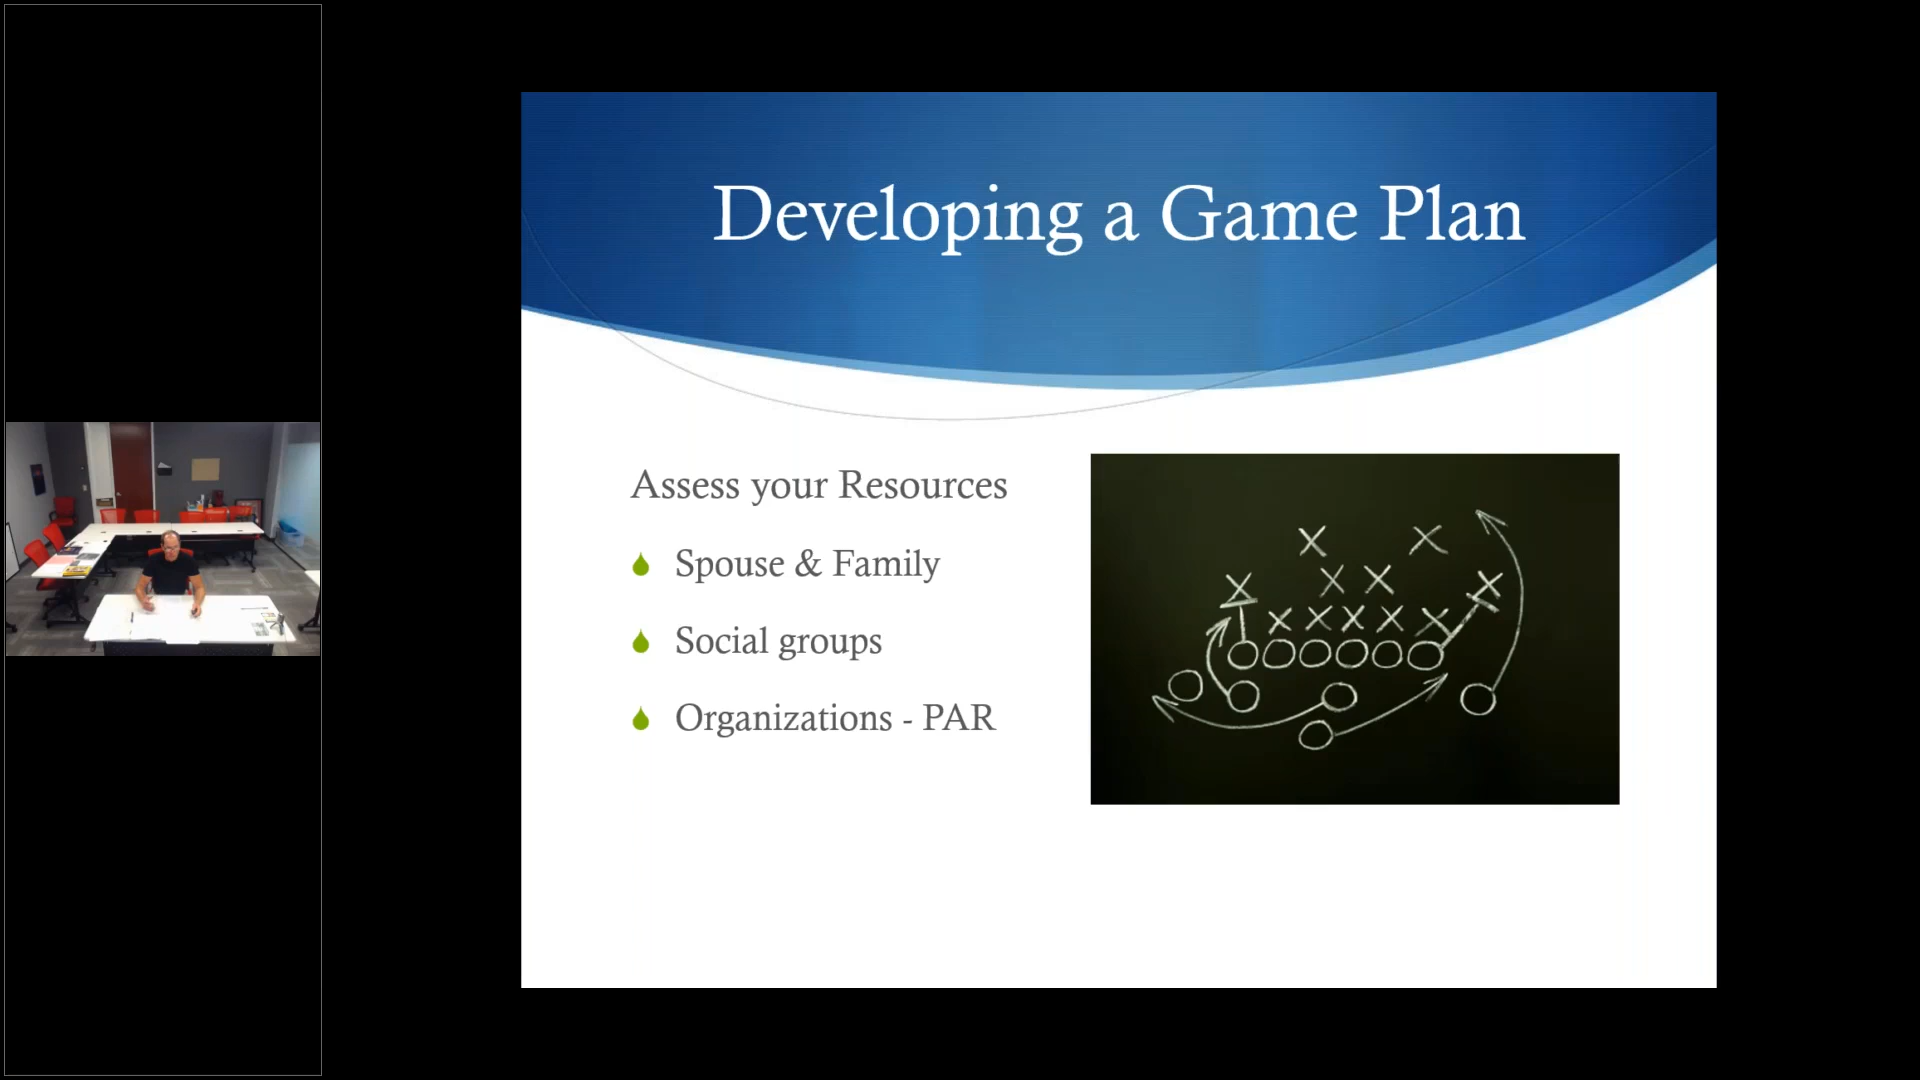 Developing a Game Plan
Assess your Resources
Spouse & Family
Social groups
Organizations - PAR